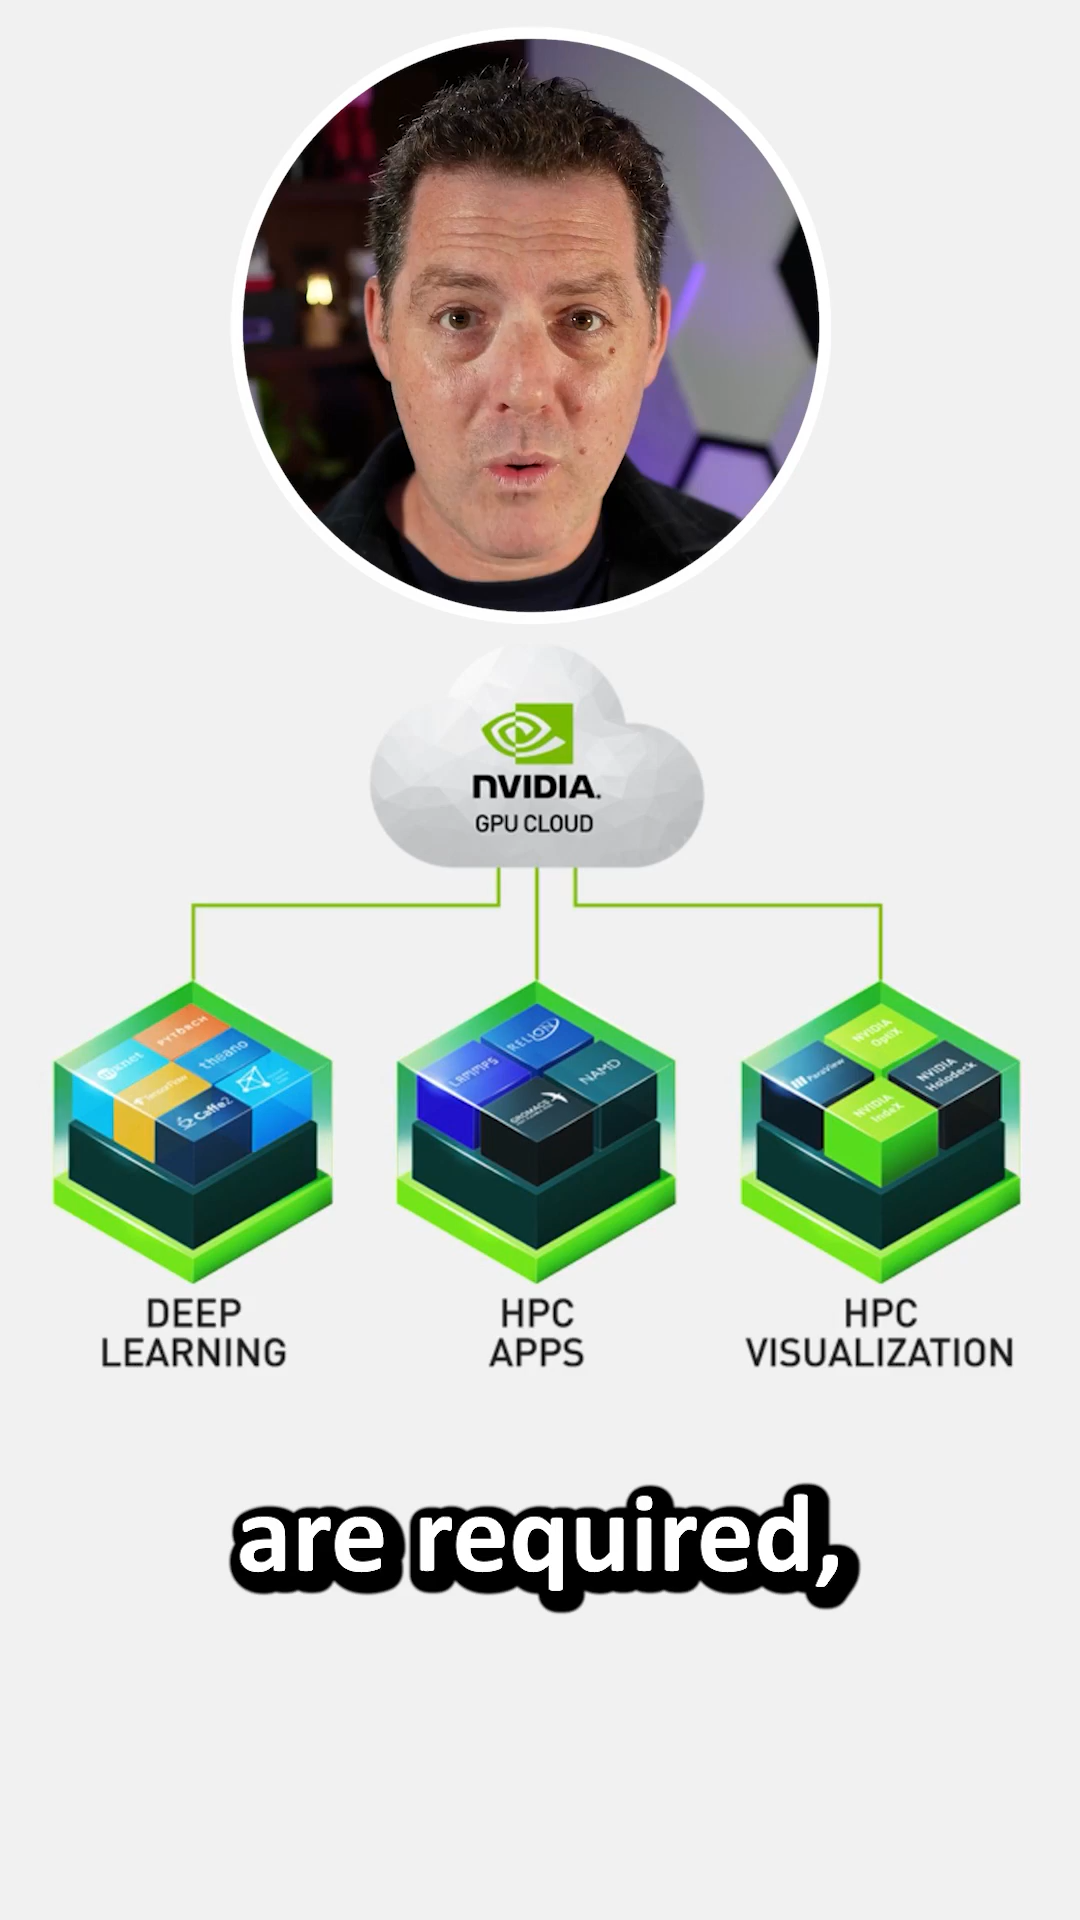 NVIDIA.
GPU CLOUD
PYTORCH
mxnet
theano
TensorFlow
Caffe2
RELION
LAMMPS
NAMD
GROMACS
NVIDIA
OptiX
ParaView
NVIDIA
Holodeck
NVIDIA
IndeX
DEEP
LEARNING
HPC
APPS
HPC
VISUALIZATION
are required,